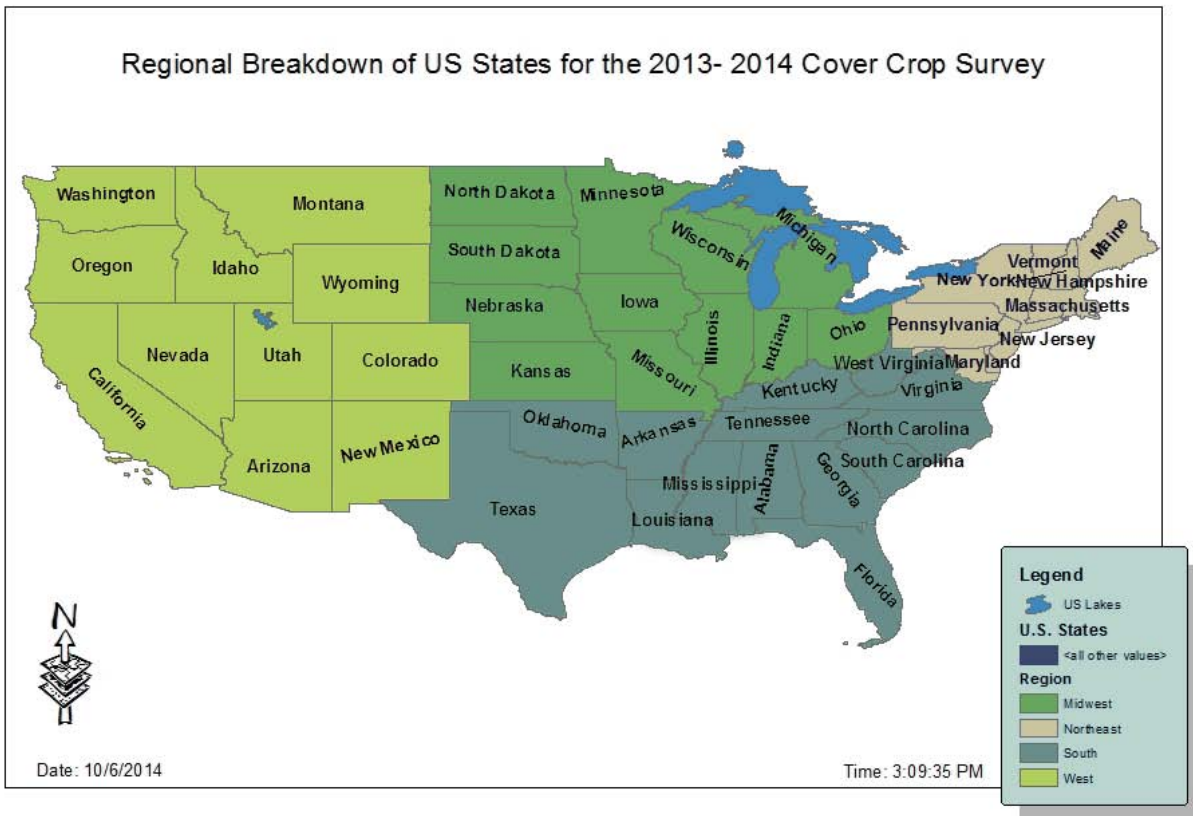 Regional Breakdown of US States for the 2013- 2014 Cover Crop Survey
Washington
Montana
North Dakota
Minnesota
Michigan
Maine
Oregon
Idaho
Wyoming
South Dakota
Wisconsin
Vermont
New York
New Hampshire
Nebraska
Iowa
Massachusetts
Nevada
Utah
Colorado
Kansas
Missouri
Illinois
Indiana
Ohio
Pennsylvania
New Jersey
West Virginia
Maryland
California
Kentucky
Virginia
Arizona
New Mexico
Oklahoma
Arkansas
Tennessee
North Carolina
South Carolina
Texas
Louisiana
Mississippi
Alabama
Georgia
Florida
N
Legend
US Lakes
U.S. States
<all other values>
Region
Midwest
Northeast
South
West
Date: 10/6/2014
Time: 3:09:35 PM